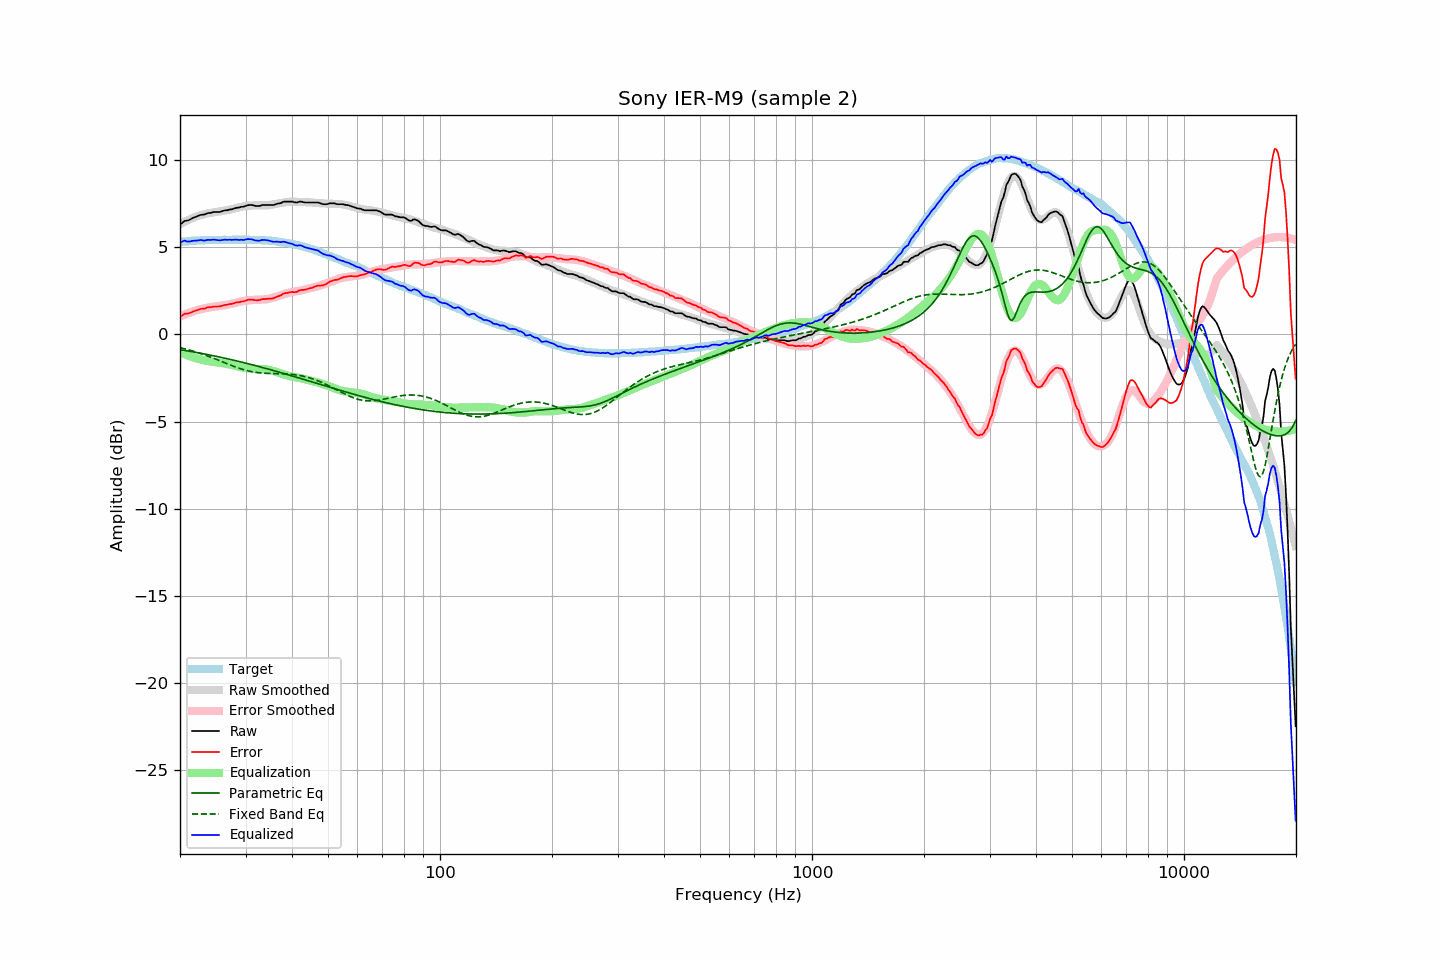 Sony IER-M9 (sample 2)
10
5
0
−5
−10
−15
−20
−25
Amplitude (dBr)
Target
Raw Smoothed
Error Smoothed
Raw
Error
Equalization
Parametric Eq
Fixed Band Eq
Equalized
100
1000
10000
Frequency (Hz)